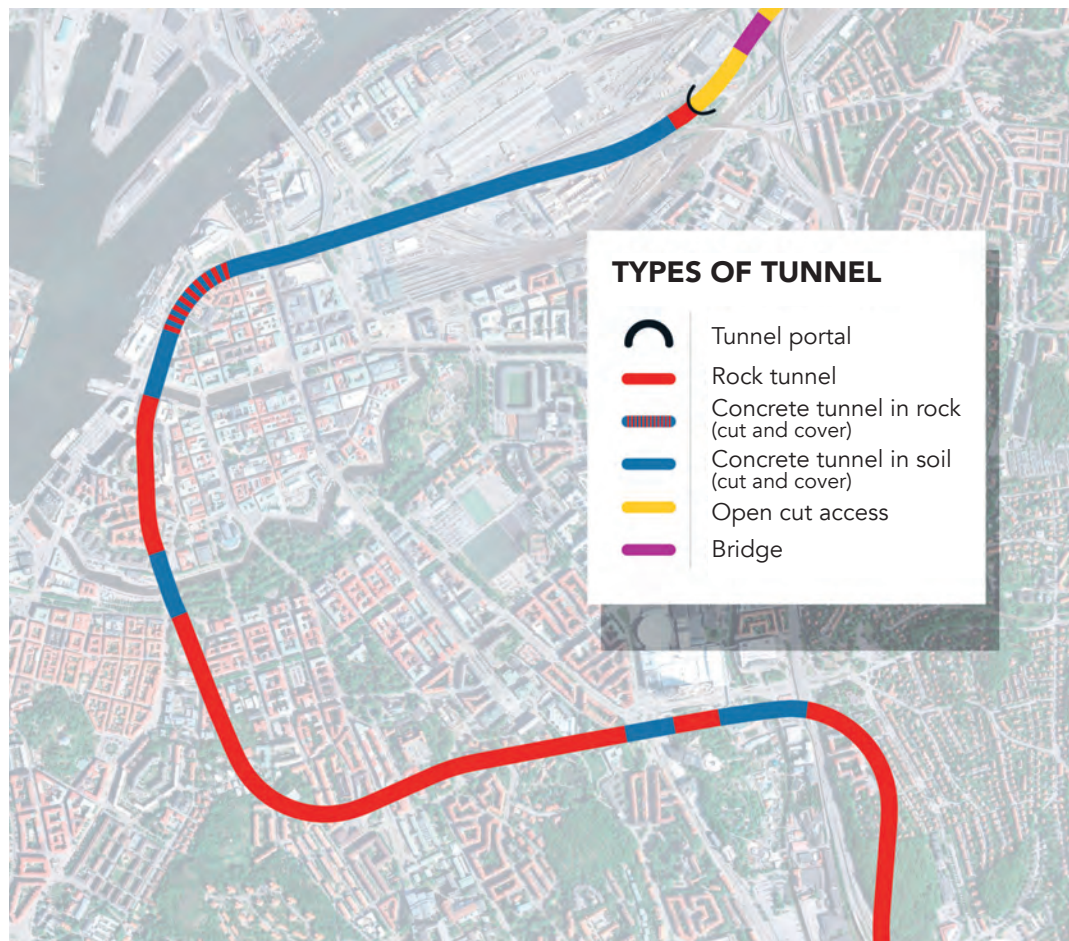 TYPES OF TUNNEL
Tunnel portal
Rock tunnel
Concrete tunnel in rock
(cut and cover)
Concrete tunnel in soil
(cut and cover)
Open cut access
Bridge